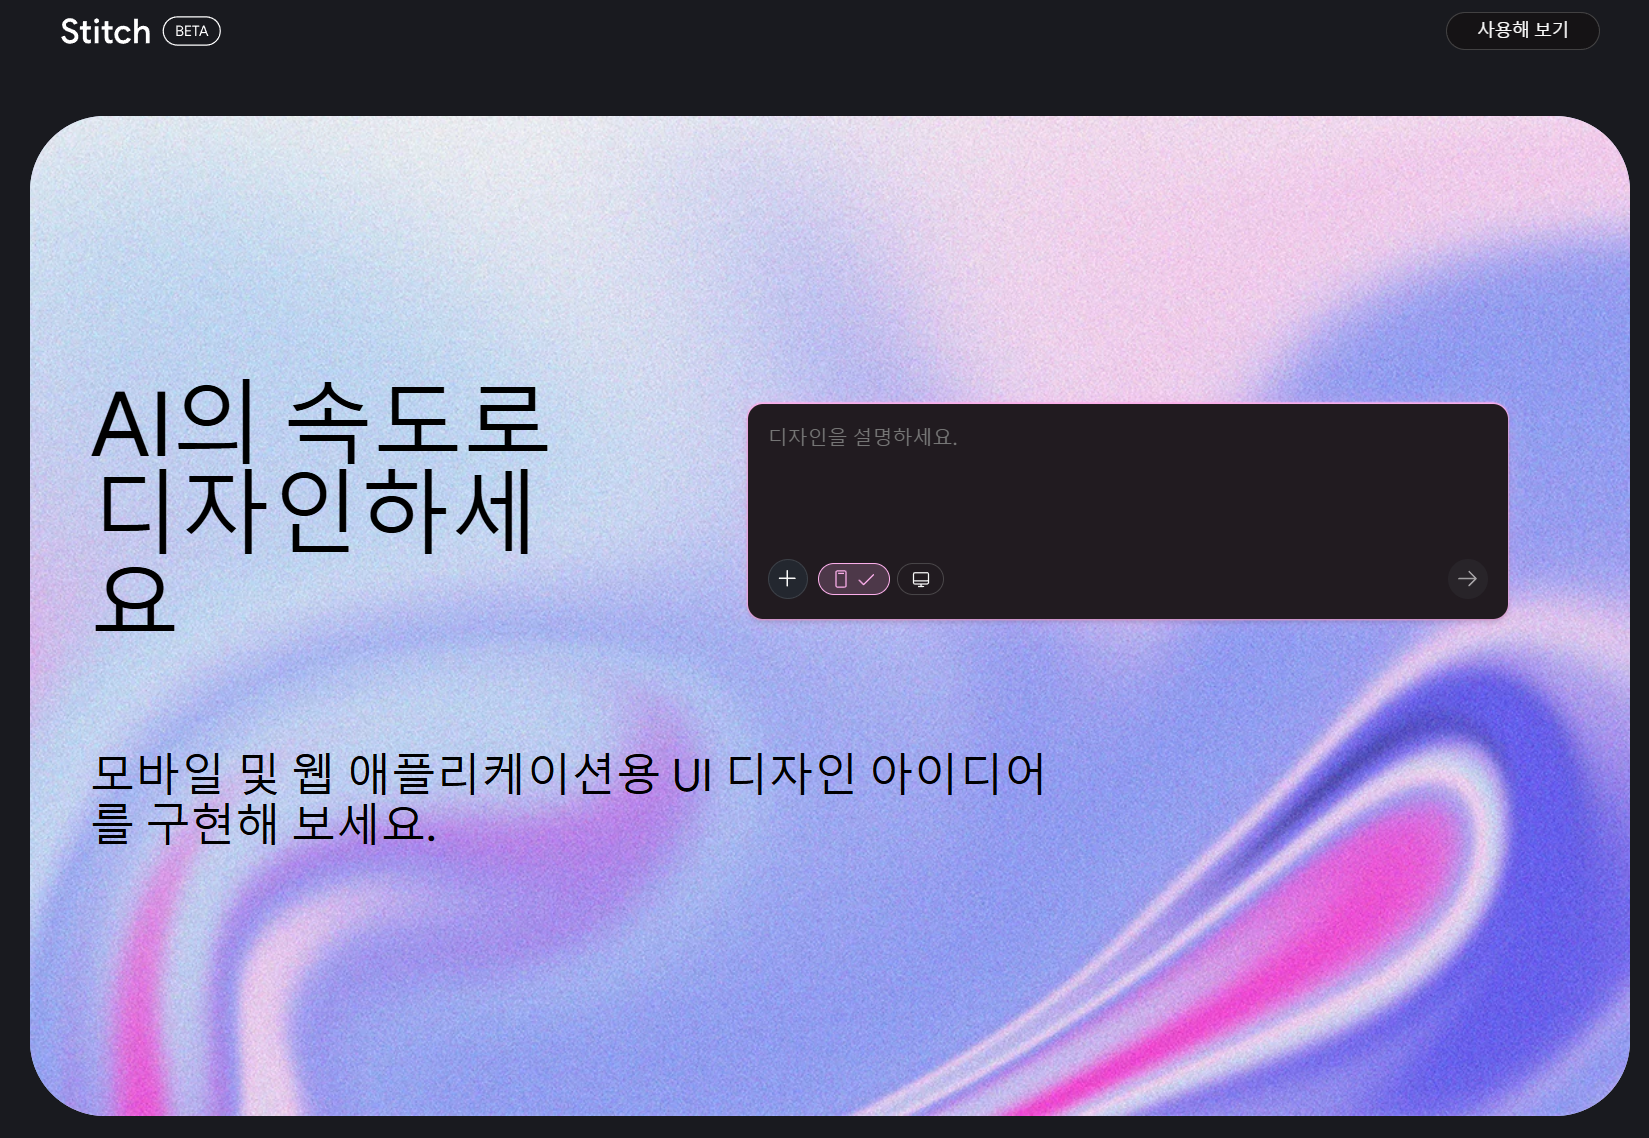 Stitch BETA
사용해 보기
AI의 속도로
디자인하세
요
디자인을 설명하세요.
모바일 및 웹 애플리케이션용 UI 디자인 아이디어
를 구현해 보세요.